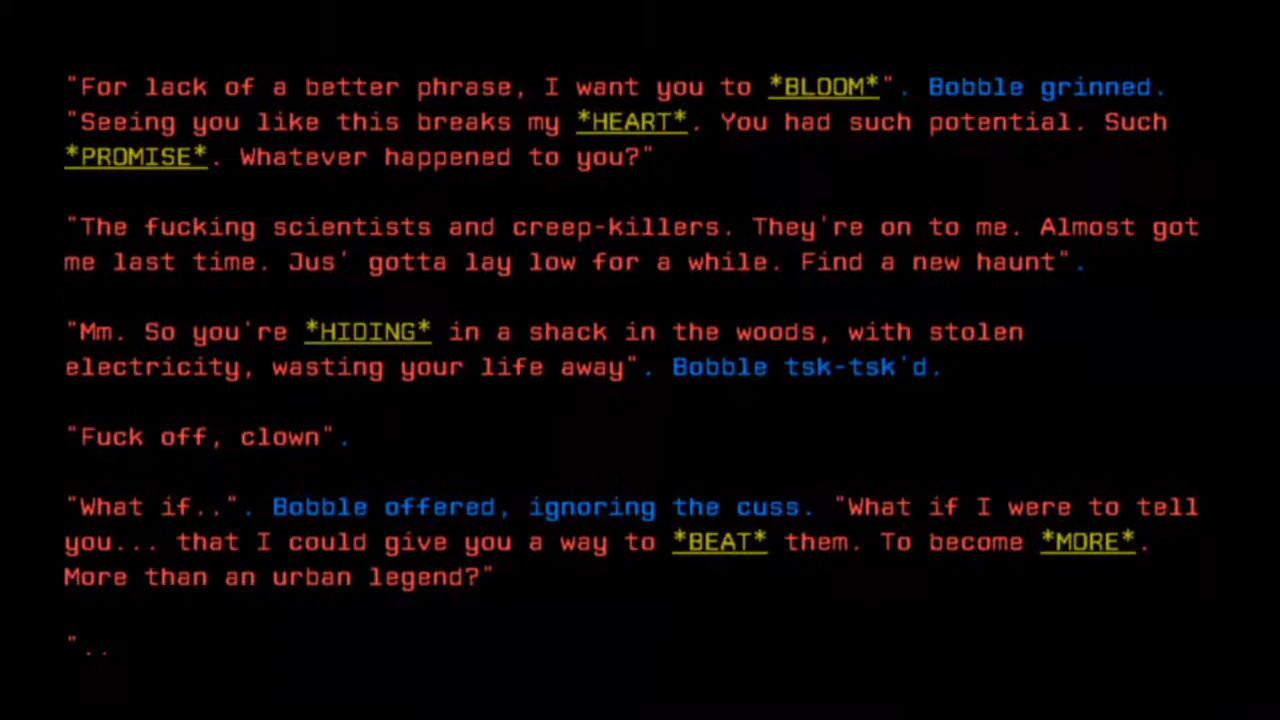 "For lack of a better phrase, I want you to *BLOOM*". Bobble grinned.
"Seeing you like this breaks my *HEART*. You had such potential. Such
*PROMISE*. Whatever happened to you?"
"The fucking scientists and creep-killers. They're on to me. Almost got
me last time. Jus' gotta lay low for a while. Find a new haunt".
"Mm. So you're *HIDING* in a shack in the woods, with stolen
electricity, wasting your life away". Bobble tsk-tsk'd.
"Fuck off, clown".
"What if..". Bobble offered, ignoring the cuss. "What if I were to tell
you... that I could give you a way to *BEAT* them. To become *MORE*.
More than an urban legend?"
"..